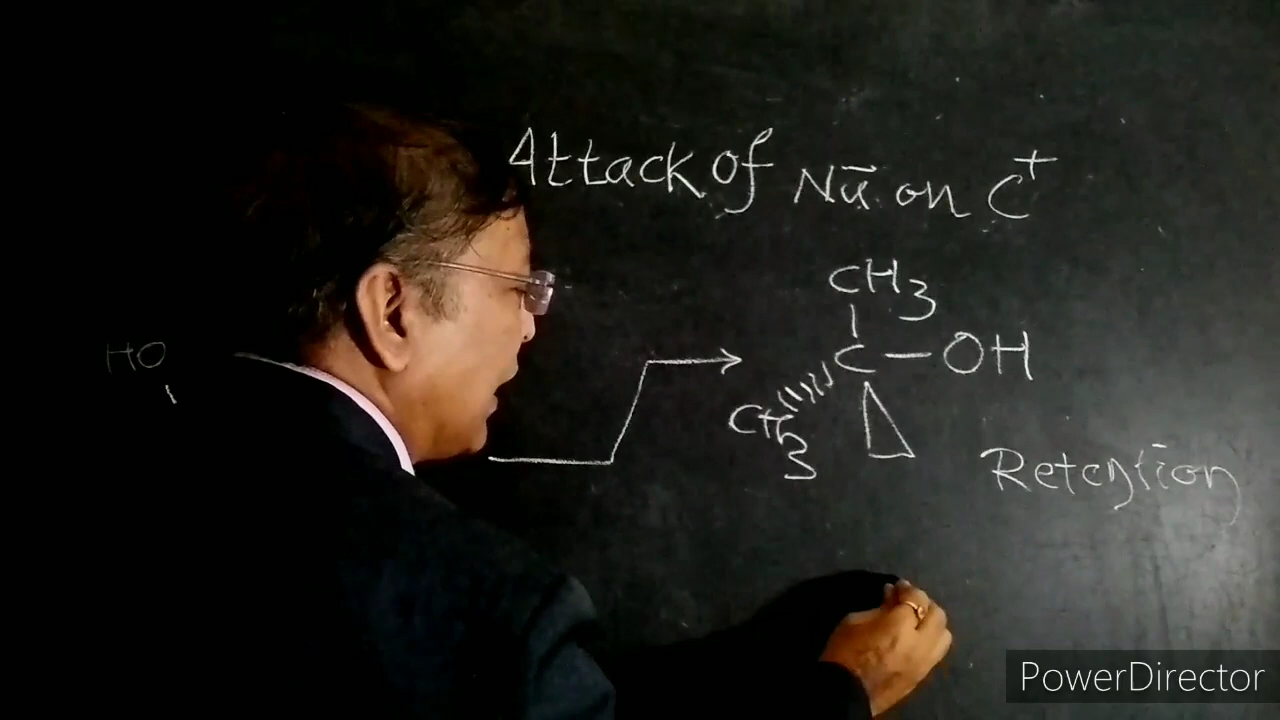 Attack of Nu⁻ on C⁺
CH3
HO
C — OH
CH3
Retention
PowerDirector